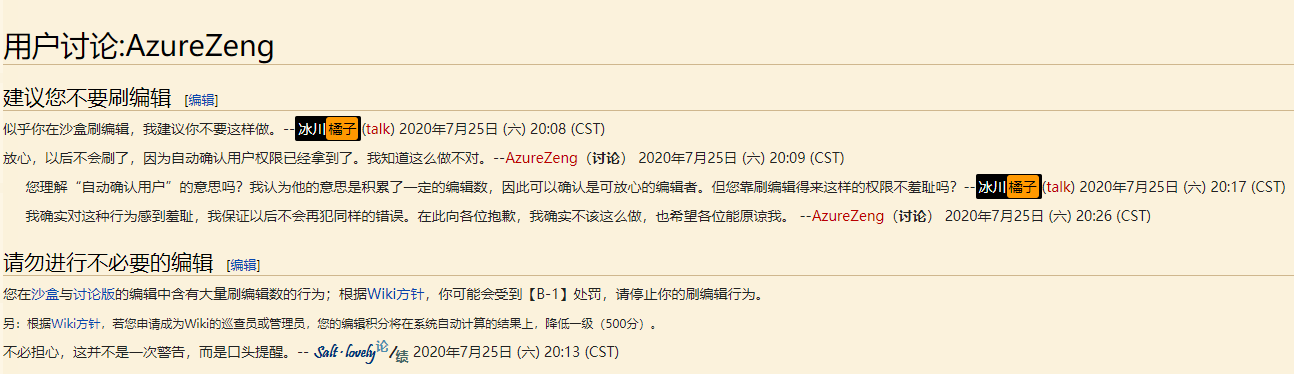 用户讨论:AzureZeng
建议您不要刷编辑 [编辑]
似乎你在沙盒刷编辑，我建议你不要这样做。--冰川橘子(talk) 2020年7月25日 (六) 20:08 (CST)
放心，以后不会刷了，因为自动确认用户权限已经拿到了。我知道这么做不对。--AzureZeng（讨论） 2020年7月25日 (六) 20:09 (CST)
您理解“自动确认用户”的意思吗？我认为他的意思是积累了一定的编辑数，因此可以确认是可放心的编辑者。但您靠刷编辑得来这样的权限不羞耻吗？--冰川橘子(talk) 2020年7月25日 (六) 20:17 (CST)
我确实对这种行为感到羞耻，我保证以后不会再犯同样的错误。在此向各位抱歉，我确实不该这么做，也希望各位能原谅我。 --AzureZeng（讨论） 2020年7月25日 (六) 20:26 (CST)
请勿进行不必要的编辑 [编辑]
您在沙盒与讨论版的编辑中含有大量刷编辑数的行为；根据Wiki方针，你可能会受到【B-1】处罚，请停止你的刷编辑行为。
另：根据Wiki方针，若您申请成为Wiki的巡查员或管理员，您的编辑积分将在系统自动计算的结果上，降低一级（500分）。
不必担心，这并不是一次警告，而是口头提醒。-- Salt·lovely论/绩 2020年7月25日 (六) 20:13 (CST)